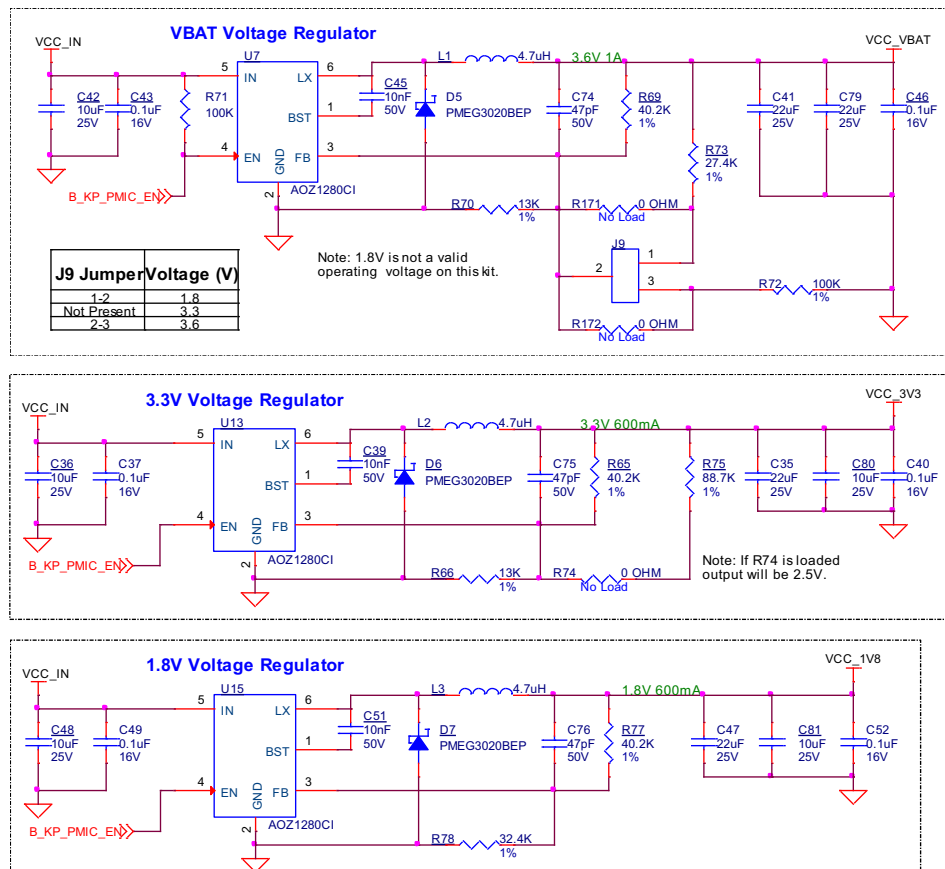 VBAT Voltage Regulator
VCC_IN
U7
5
IN
LX
6
BST
1
4
EN
FB
3
GND
2
AOZ1280CI
C42
10uF
25V
C43
0.1uF
16V
R71
100K
B_KP_PMIC_EN
C45
10nF
50V
D5
PMEG3020BEP
L1
4.7uH
3.6V 1A
C74
47pF
50V
R69
40.2K
1%
R73
27.4K
1%
C41
22uF
25V
C79
22uF
25V
C46
0.1uF
16V
VCC_VBAT
R70
13K
1%
R171
0 OHM
No Load
J9
1
2
3
R72
100K
1%
R172
0 OHM
No Load
Note: 1.8V is not a valid
operating voltage on this kit.
J9 Jumper Voltage (V)
1-2 1.8
Not Present 3.3
2-3 3.6
3.3V Voltage Regulator
VCC_IN
U13
5
IN
LX
6
BST
1
4
EN
FB
3
GND
2
AOZ1280CI
C36
10uF
25V
C37
0.1uF
16V
B_KP_PMIC_EN
C39
10nF
50V
D6
PMEG3020BEP
L2
4.7uH
3.3V 600mA
C75
47pF
50V
R65
40.2K
1%
R75
88.7K
1%
C35
22uF
25V
C80
10uF
25V
C40
0.1uF
16V
VCC_3V3
R66
13K
1%
R74
0 OHM
No Load
Note: If R74 is loaded
output will be 2.5V.
1.8V Voltage Regulator
VCC_IN
U15
5
IN
LX
6
BST
1
4
EN
FB
3
GND
2
AOZ1280CI
C48
10uF
25V
C49
0.1uF
16V
B_KP_PMIC_EN
C51
10nF
50V
D7
PMEG3020BEP
L3
4.7uH
1.8V 600mA
C76
47pF
50V
R77
40.2K
1%
C47
22uF
25V
C81
10uF
25V
C52
0.1uF
16V
VCC_1V8
R78
32.4K
1%